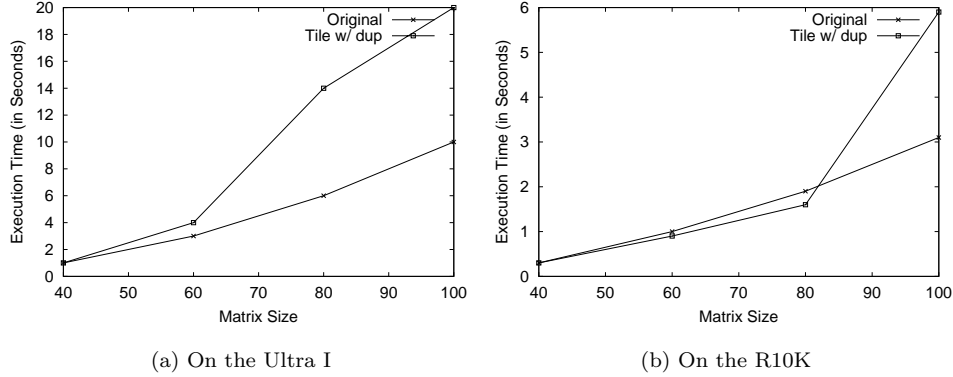 Execution Time (in Seconds)
20
18
16
14
12
10
8
6
4
2
0
40 50 60 70 80 90 100
Matrix Size
Original
Tile w/ dup
(a) On the Ultra I
Execution Time (in Seconds)
6
5
4
3
2
1
0
40 50 60 70 80 90 100
Matrix Size
Original
Tile w/ dup
(b) On the R10K